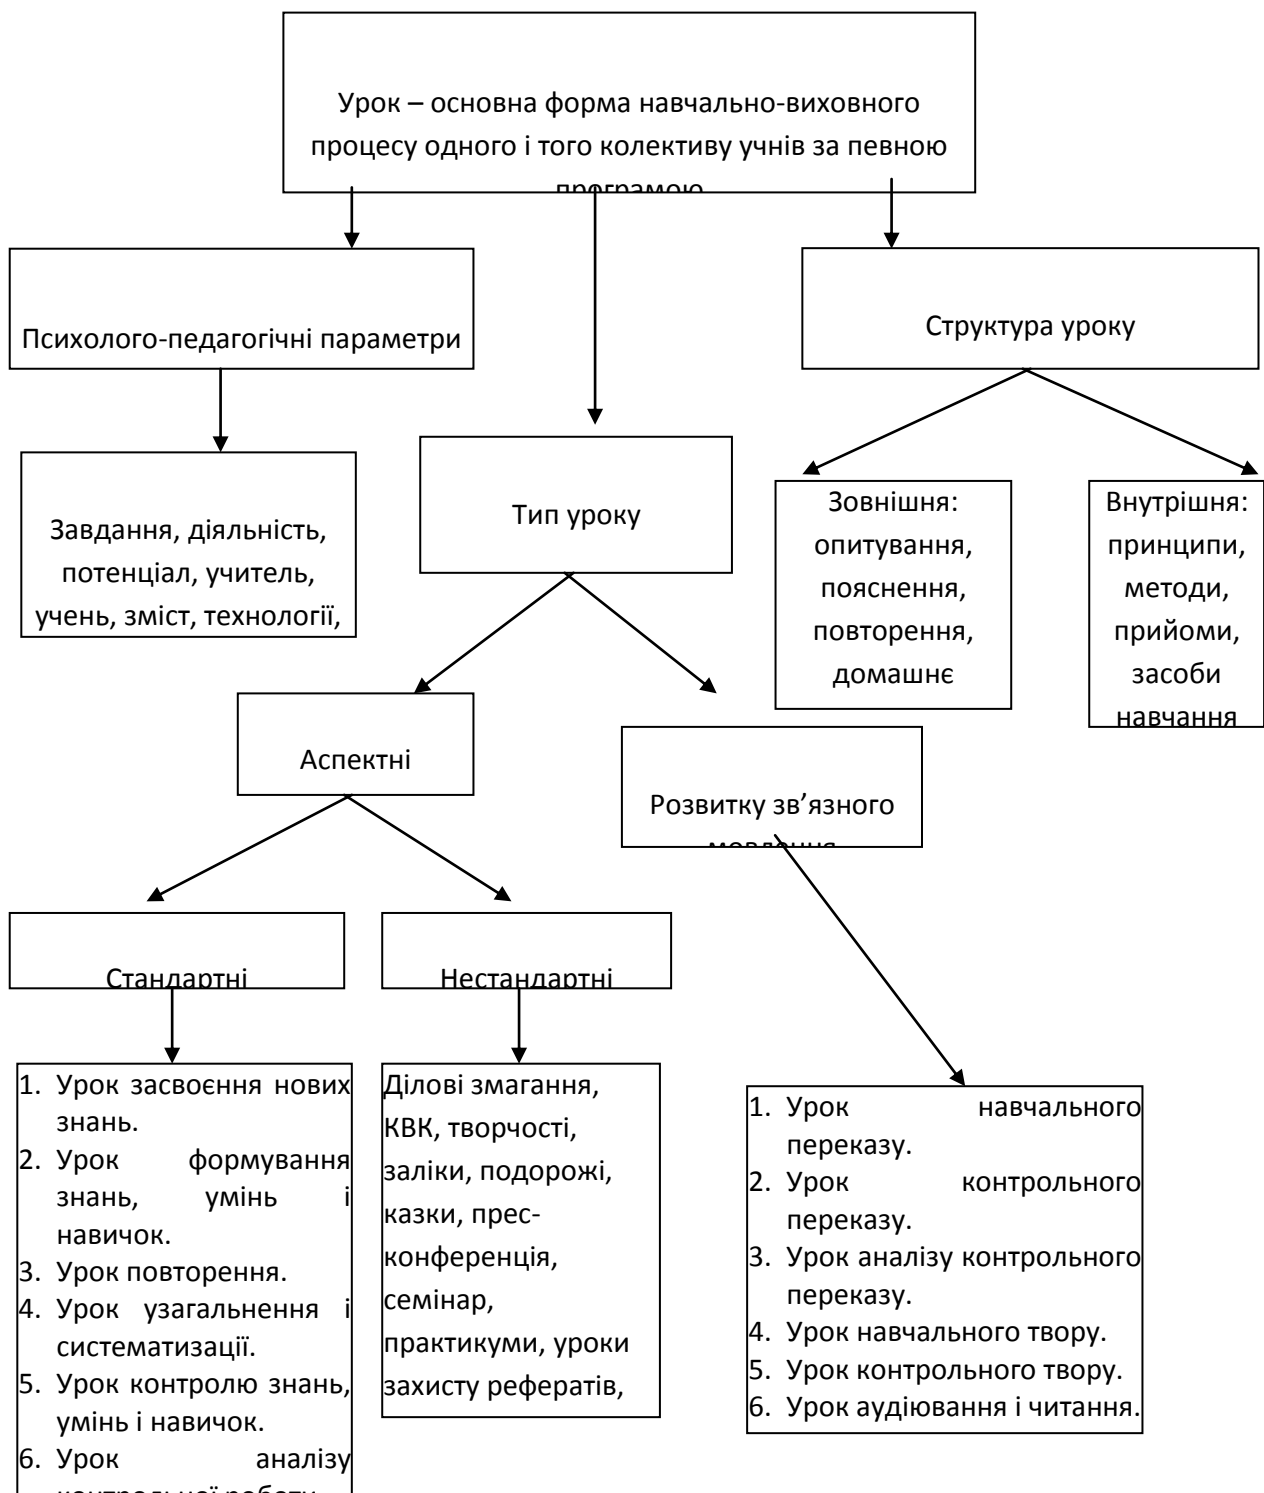 Урок – основна форма навчально-виховного
процесу одного і того колективу учнів за певною
програмою
Психолого-педагогічні параметри
Структура уроку
Завдання, діяльність,
потенціал, учитель,
учень, зміст, технології,
Тип уроку
Зовнішня:
опитування,
пояснення,
повторення,
домашнє
Внутрішня:
принципи,
методи,
прийоми,
засоби
навчання
Аспектні
Розвитку зв’язного
мовлення
Стандартні
Нестандартні
1. Урок засвоєння нових
знань.
2. Урок формування
знань, умінь і
навичок.
3. Урок повторення.
4. Урок узагальнення і
систематизації.
5. Урок контролю знань,
умінь і навичок.
6. Урок аналізу
контрольної роботи
Ділові змагання,
КВК, творчості,
заліки, подорожі,
казки, прес-
конференція,
семінар,
практикуми, уроки
захисту рефератів,
1. Урок навчального
переказу.
2. Урок контрольного
переказу.
3. Урок аналізу контрольного
переказу.
4. Урок навчального твору.
5. Урок контрольного твору.
6. Урок аудіювання і читання.